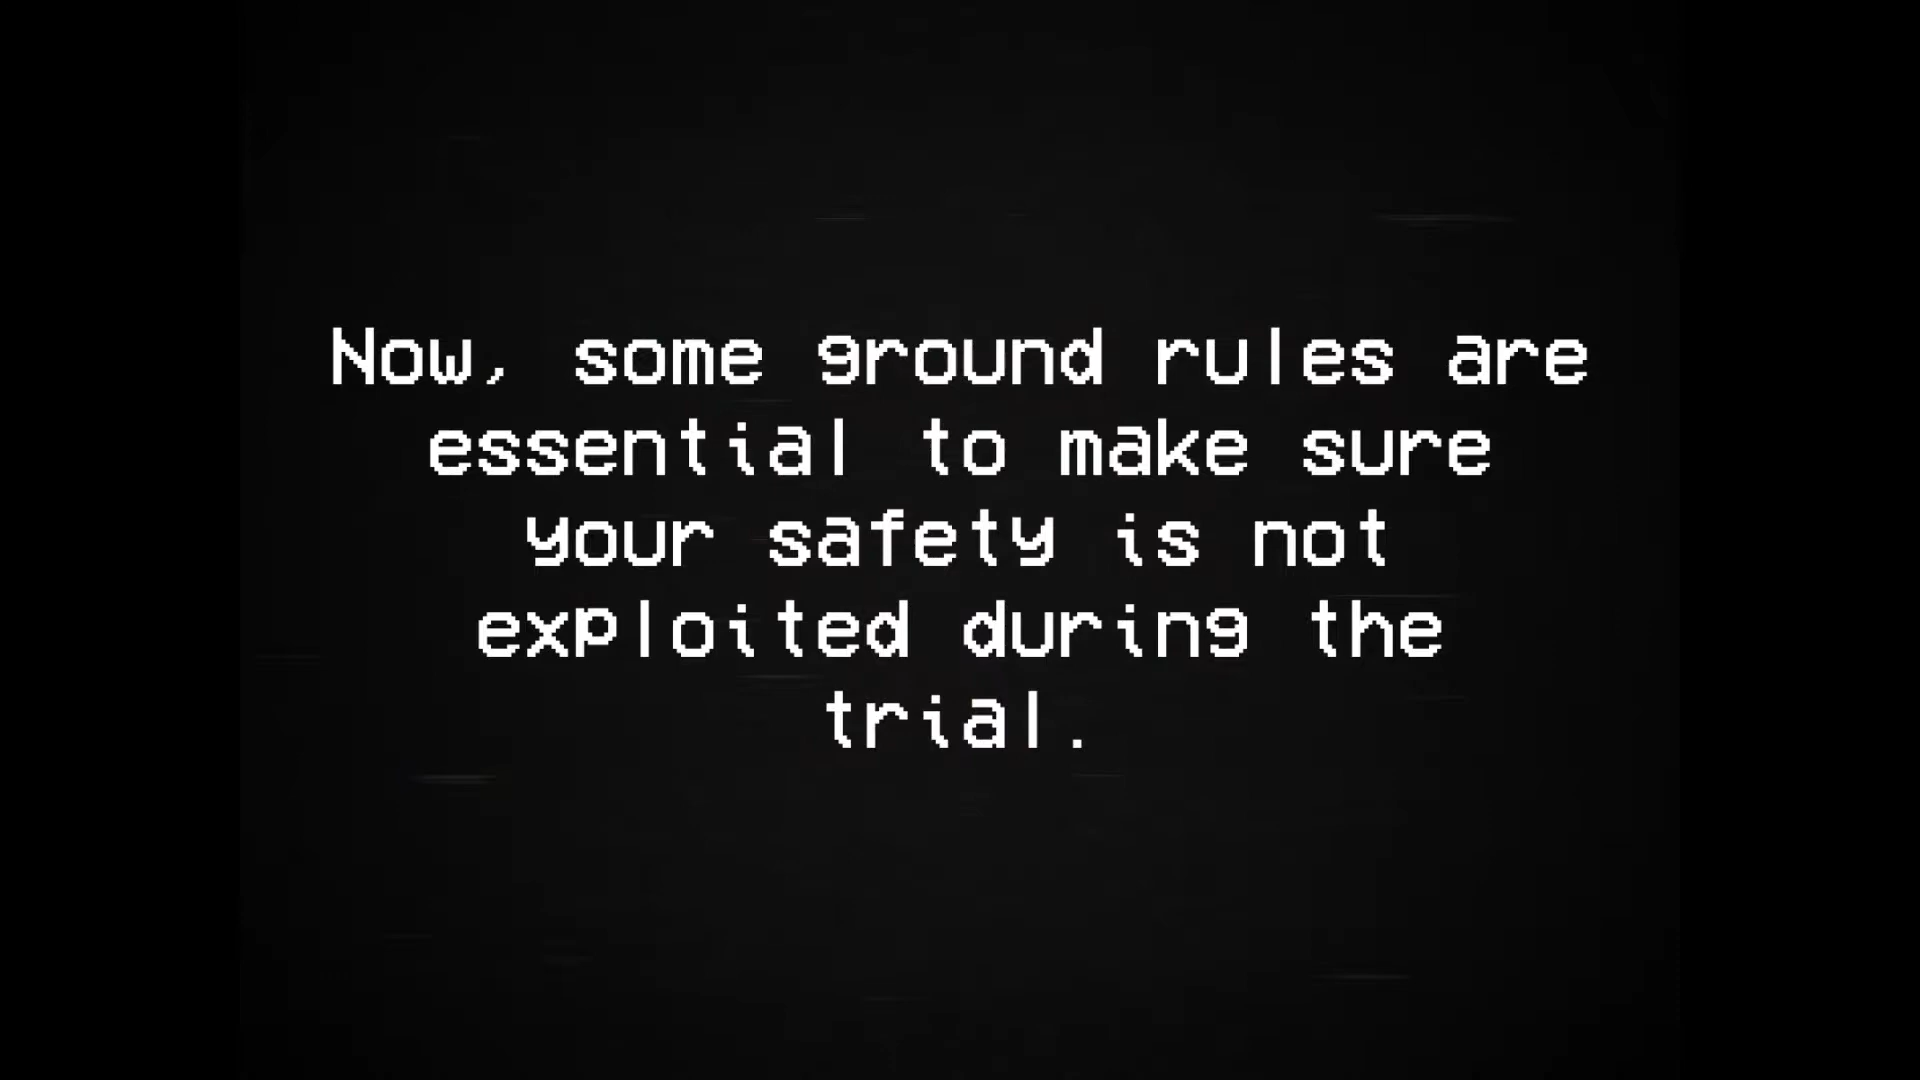 Now, some ground rules are
essential to make sure
your safety is not
exploited during the
trial.